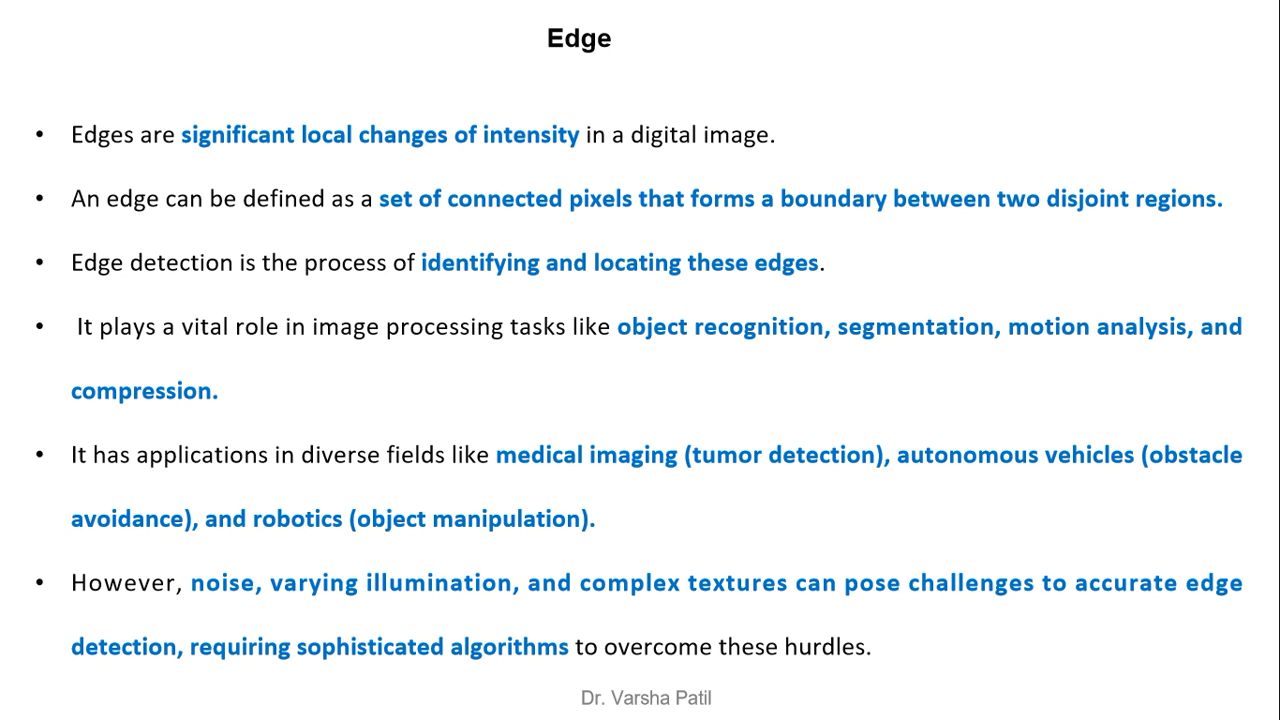 Edge
• Edges are significant local changes of intensity in a digital image.
• An edge can be defined as a set of connected pixels that forms a boundary between two disjoint regions.
• Edge detection is the process of identifying and locating these edges.
• It plays a vital role in image processing tasks like object recognition, segmentation, motion analysis, and
compression.
• It has applications in diverse fields like medical imaging (tumor detection), autonomous vehicles (obstacle
avoidance), and robotics (object manipulation).
• However, noise, varying illumination, and complex textures can pose challenges to accurate edge
detection, requiring sophisticated algorithms to overcome these hurdles.
Dr. Varsha Patil